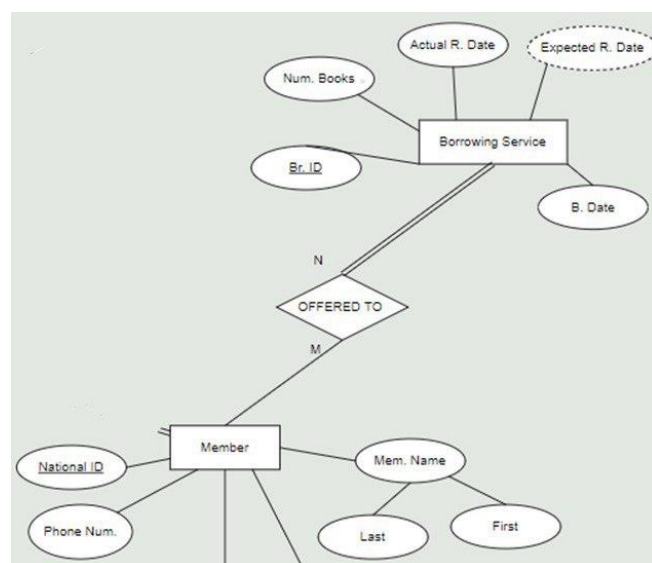 Actual R. Date
Expected R. Date
Num. Books
Borrowing Service
Br. ID
B. Date
N
OFFERED TO
M
Member
Mem. Name
National ID
Phone Num.
Last
First